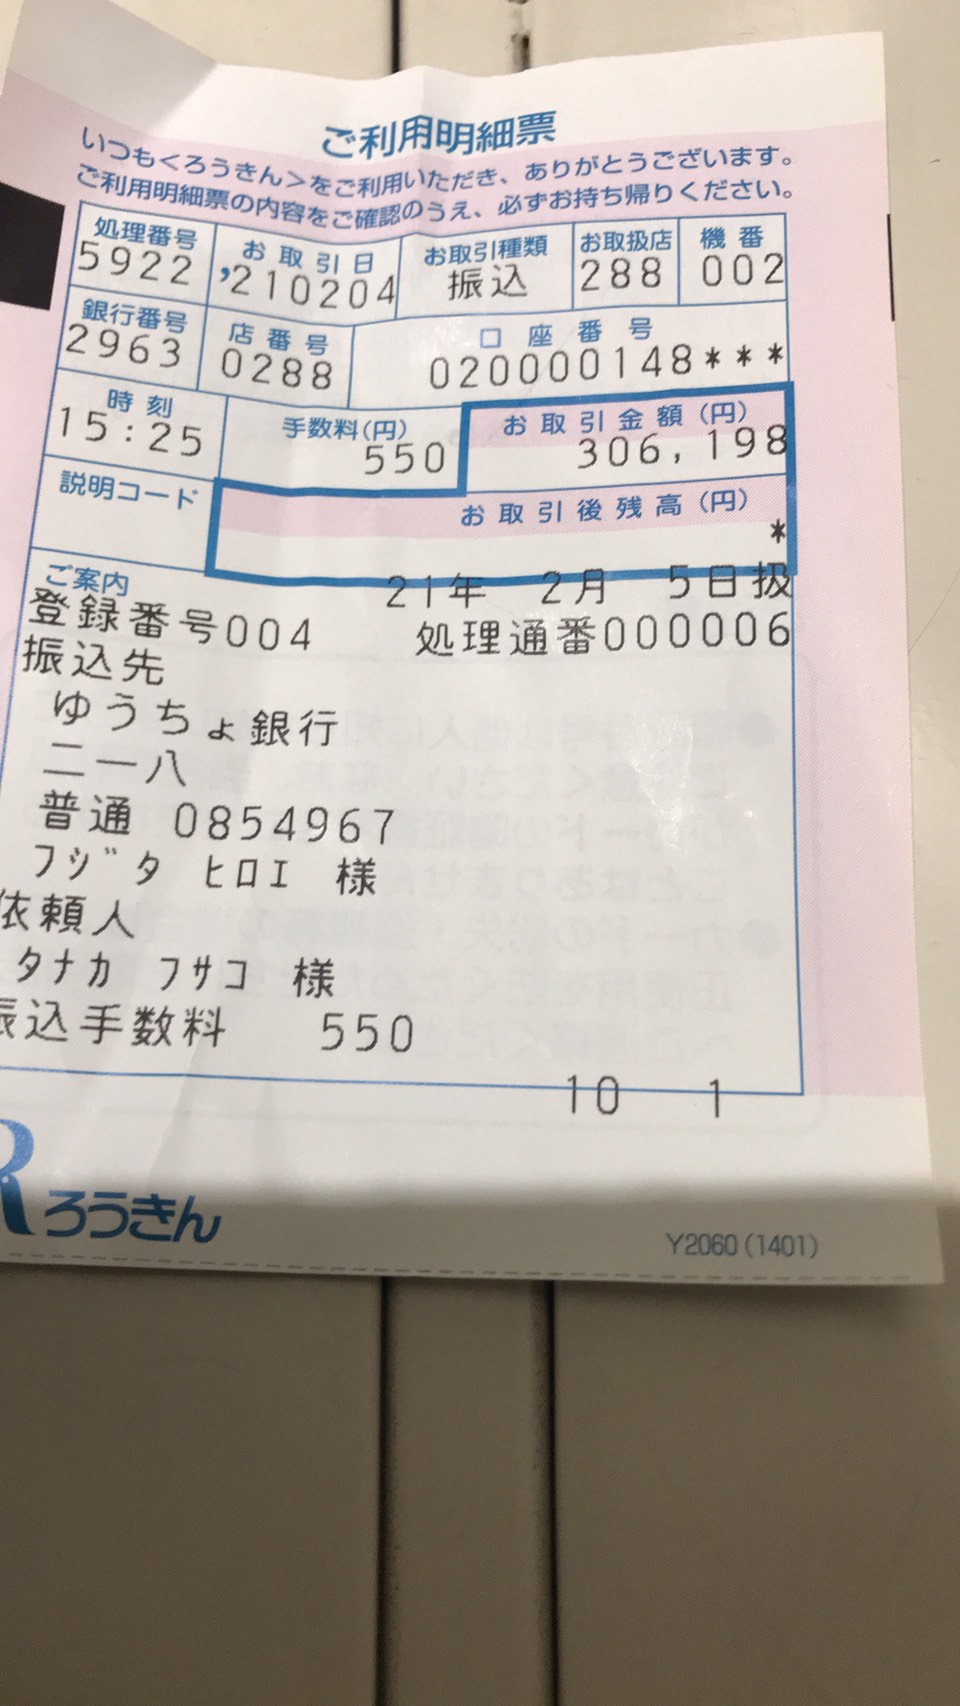 ご利用明細票
いつも<ろうきん>をご利用いただき、ありがとうございます。
ご利用明細票の内容をご確認のうえ、必ずお持ち帰りください。
処理番号 お取引日 お取引種類 お取扱店 機番
5922 '210204 振込 288 002
銀行番号 店番号 口座番号
2963 0288 020000148***
時刻 手数料(円) お取引金額(円)
15:25 550 306,198
説明コード お取引後残高(円)
*
ご案内 21年 2月 5日扱
登録番号004 処理通番000006
振込先
ゆうちょ銀行
二一八
普通 0854967
フジタ ヒロエ 様
依頼人
タナカ フサコ 様
振込手数料 550
10 1
ろうきん
Y2060(1401)